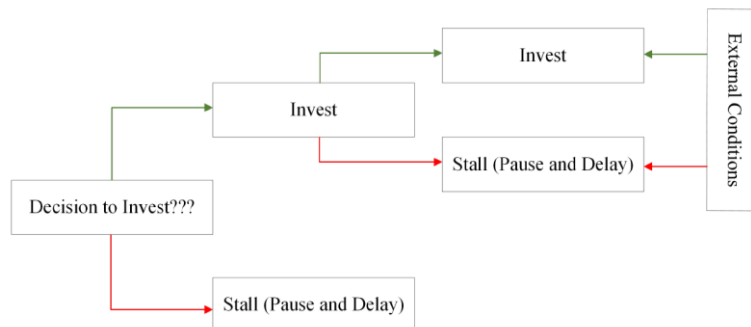 Invest
External Conditions
Invest
Stall (Pause and Delay)
Decision to Invest???
Stall (Pause and Delay)